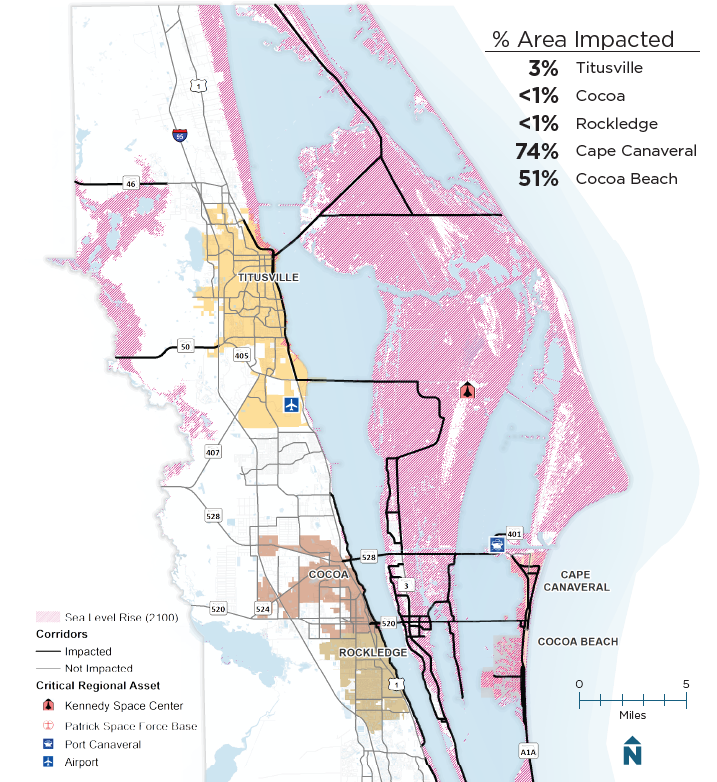 % Area Impacted
3% Titusville
<1% Cocoa
<1% Rockledge
74% Cape Canaveral
51% Cocoa Beach
1
95
46
TITUSVILLE
50
405
407
528
401
528
COCOA
3
CAPE
CANAVERAL
520
524
520
COCOA BEACH
ROCKLEDGE
1
A1A
Sea Level Rise (2100)
Corridors
Impacted
Not Impacted
Critical Regional Asset
Kennedy Space Center
Patrick Space Force Base
Port Canaveral
Airport
0 5
Miles
N